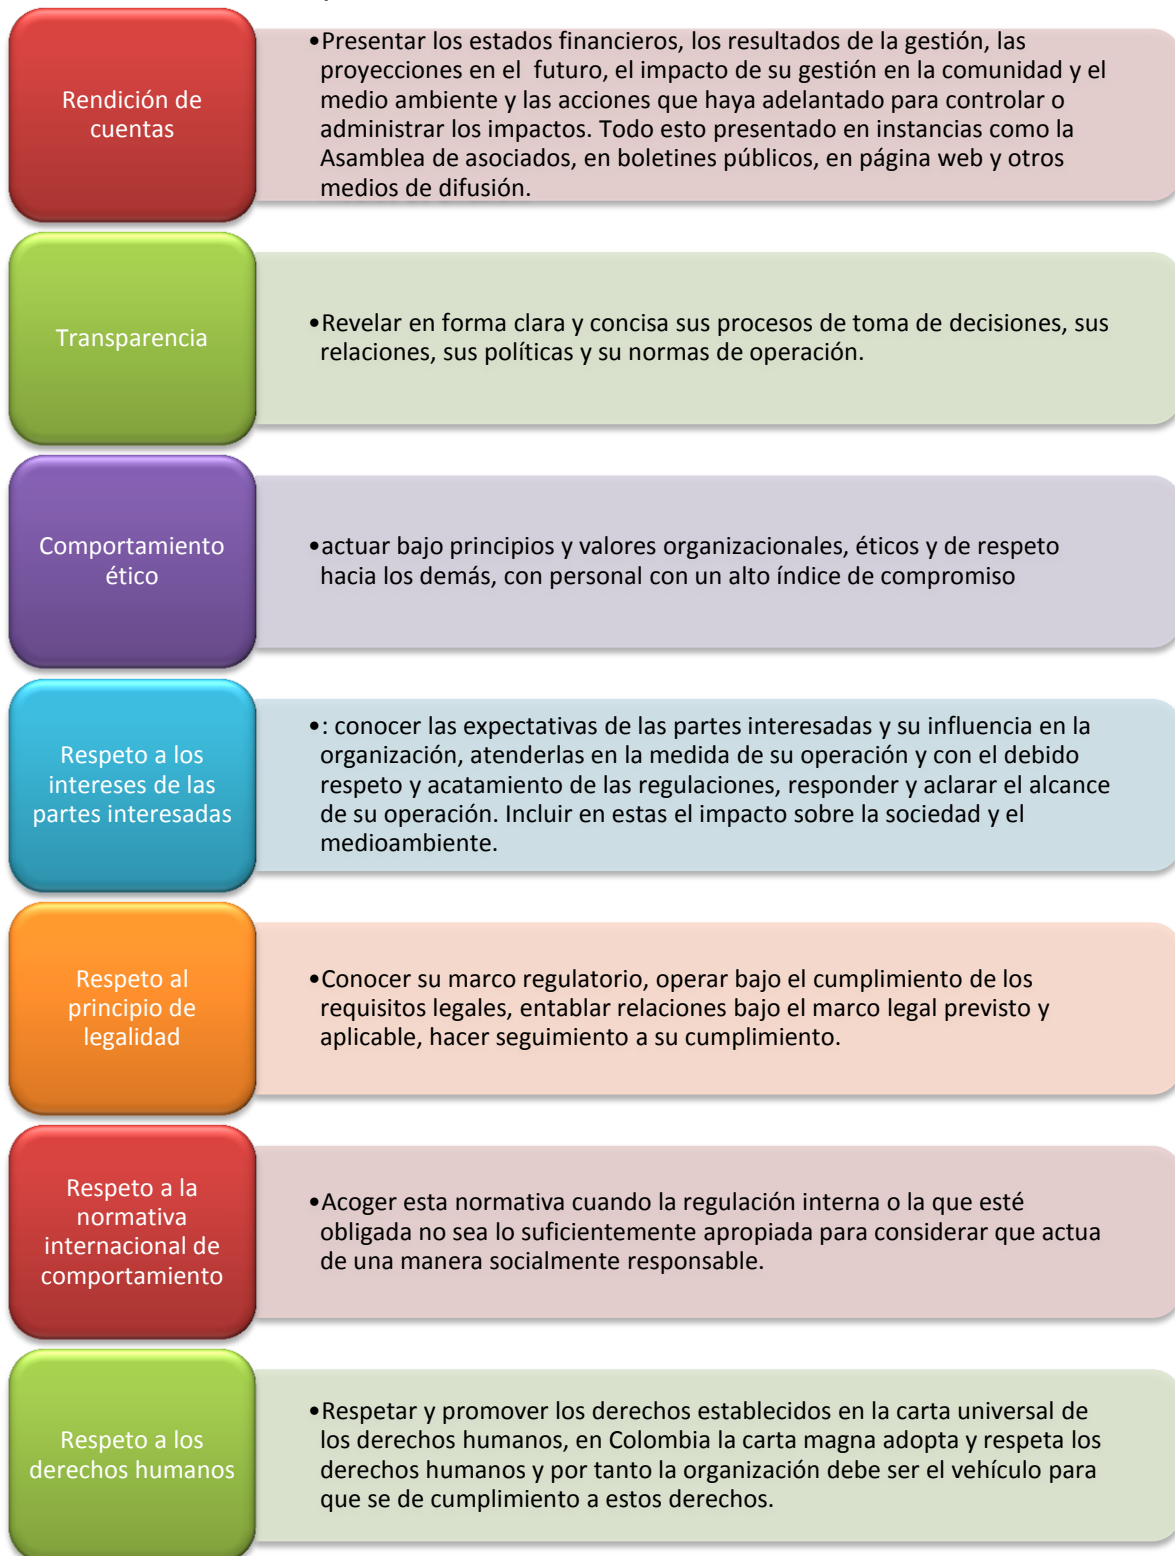 Rendición de
cuentas
•Presentar los estados financieros, los resultados de la gestión, las
proyecciones en el  futuro, el impacto de su gestión en la comunidad y el
medio ambiente y las acciones que haya adelantado para controlar o
administrar los impactos. Todo esto presentado en instancias como la
Asamblea de asociados, en boletines públicos, en página web y otros
medios de difusión.
Transparencia
•Revelar en forma clara y concisa sus procesos de toma de decisiones, sus
relaciones, sus políticas y su normas de operación.
Comportamiento
ético
•actuar bajo principios y valores organizacionales, éticos y de respeto
hacia los demás, con personal con un alto índice de compromiso
Respeto a los
intereses de las
partes interesadas
•: conocer las expectativas de las partes interesadas y su influencia en la
organización, atenderlas en la medida de su operación y con el debido
respeto y acatamiento de las regulaciones, responder y aclarar el alcance
de su operación. Incluir en estas el impacto sobre la sociedad y el
medioambiente.
Respeto al
principio de
legalidad
•Conocer su marco regulatorio, operar bajo el cumplimiento de los
requisitos legales, entablar relaciones bajo el marco legal previsto y
aplicable, hacer seguimiento a su cumplimiento.
Respeto a la
normativa
internacional de
comportamiento
•Acoger esta normativa cuando la regulación interna o la que esté
obligada no sea lo suficientemente apropiada para considerar que actua
de una manera socialmente responsable.
Respeto a los
derechos humanos
•Respetar y promover los derechos establecidos en la carta universal de
los derechos humanos, en Colombia la carta magna adopta y respeta los
derechos humanos y por tanto la organización debe ser el vehículo para
que se de cumplimiento a estos derechos.